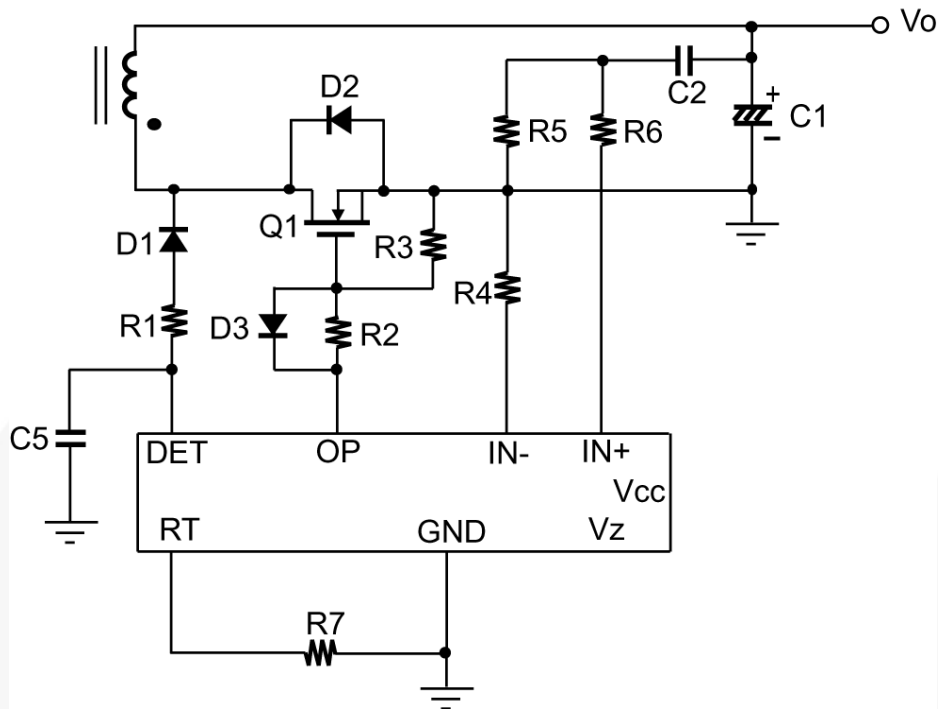 Vo
D2
C2
+
C1
−
R5
R6
Q1
D1
R3
R4
R1
D3
R2
C5
DET
OP
IN-
IN+
Vcc
RT
GND
Vz
R7